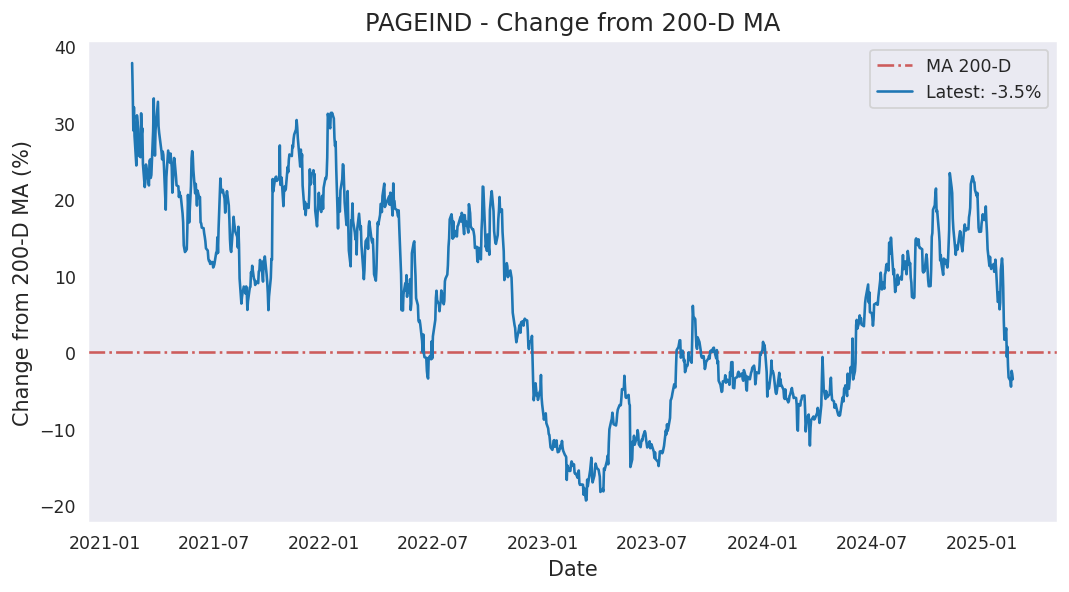 PAGEIND - Change from 200-D MA
MA 200-D
Latest: -3.5%
Change from 200-D MA (%)
40
30
20
10
0
−10
−20
2021-01 2021-07 2022-01 2022-07 2023-01 2023-07 2024-01 2024-07 2025-01
Date